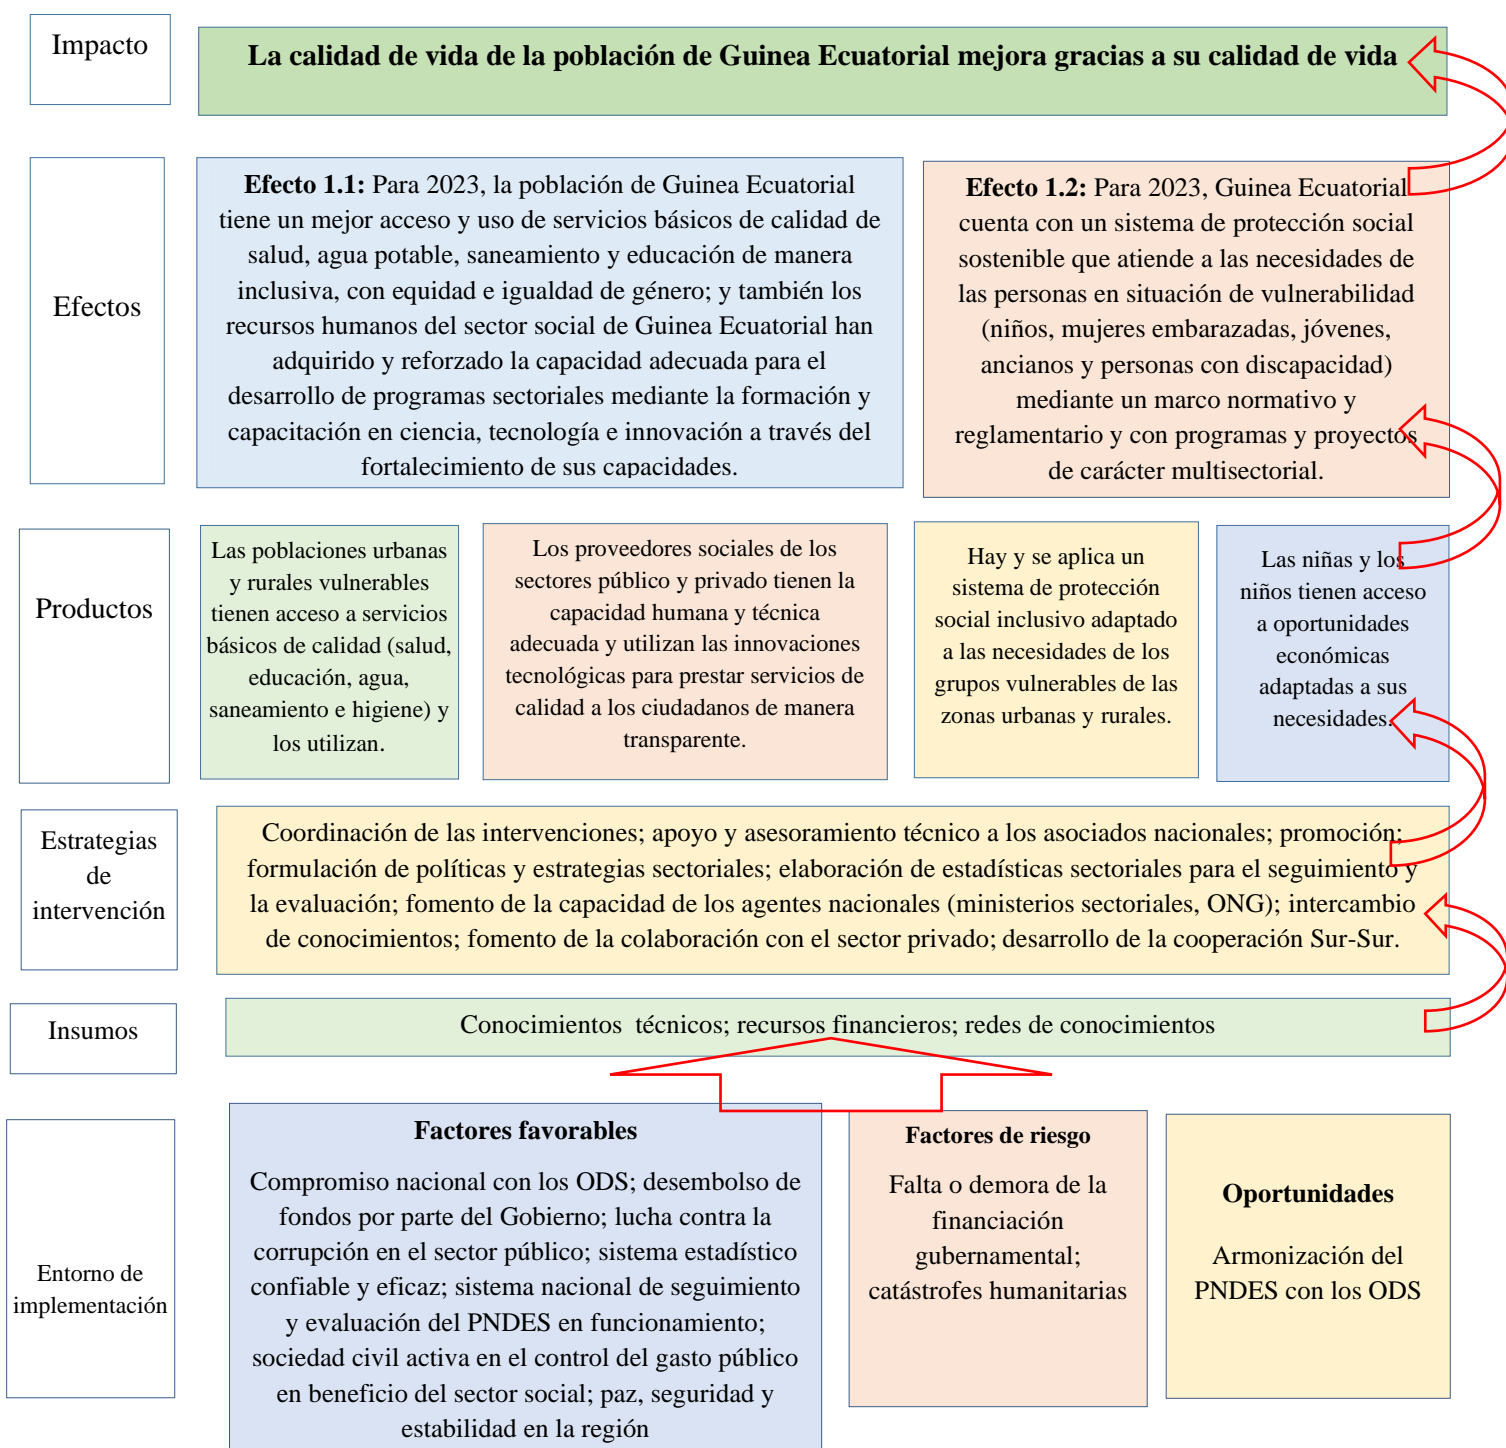 Impacto
La calidad de vida de la población de Guinea Ecuatorial mejora gracias a su calidad de vida
Efectos
Efecto 1.1: Para 2023, la población de Guinea Ecuatorial
tiene un mejor acceso y uso de servicios básicos de calidad de
salud, agua potable, saneamiento y educación de manera
inclusiva, con equidad e igualdad de género; y también los
recursos humanos del sector social de Guinea Ecuatorial han
adquirido y reforzado la capacidad adecuada para el
desarrollo de programas sectoriales mediante la formación y
capacitación en ciencia, tecnología e innovación a través del
fortalecimiento de sus capacidades.
Efecto 1.2: Para 2023, Guinea Ecuatorial
cuenta con un sistema de protección social
sostenible que atiende a las necesidades de
las personas en situación de vulnerabilidad
(niños, mujeres embarazadas, jóvenes,
ancianos y personas con discapacidad)
mediante un marco normativo y
reglamentario y con programas y proyectos
de carácter multisectorial.
Productos
Las poblaciones urbanas
y rurales vulnerables
tienen acceso a servicios
básicos de calidad (salud,
educación, agua,
saneamiento e higiene) y
los utilizan.
Los proveedores sociales de los
sectores público y privado tienen la
capacidad humana y técnica
adecuada y utilizan las innovaciones
tecnológicas para prestar servicios de
calidad a los ciudadanos de manera
transparente.
Hay y se aplica un
sistema de protección
social inclusivo adaptado
a las necesidades de los
grupos vulnerables de las
zonas urbanas y rurales.
Las niñas y los
niños tienen acceso
a oportunidades
económicas
adaptadas a sus
necesidades.
Estrategias
de
intervención
Coordinación de las intervenciones; apoyo y asesoramiento técnico a los asociados nacionales; promoción;
formulación de políticas y estrategias sectoriales; elaboración de estadísticas sectoriales para el seguimiento y
la evaluación; fomento de la capacidad de los agentes nacionales (ministerios sectoriales, ONG); intercambio
de conocimientos; fomento de la colaboración con el sector privado; desarrollo de la cooperación Sur-Sur.
Insumos
Conocimientos técnicos; recursos financieros; redes de conocimientos
Entorno de
implementación
Factores favorables
Compromiso nacional con los ODS; desembolso de
fondos por parte del Gobierno; lucha contra la
corrupción en el sector público; sistema estadístico
confiable y eficaz; sistema nacional de seguimiento
y evaluación del PNDES en funcionamiento;
sociedad civil activa en el control del gasto público
en beneficio del sector social; paz, seguridad y
estabilidad en la región
Factores de riesgo
Falta o demora de la
financiación
gubernamental;
catástrofes humanitarias
Oportunidades
Armonización del
PNDES con los ODS